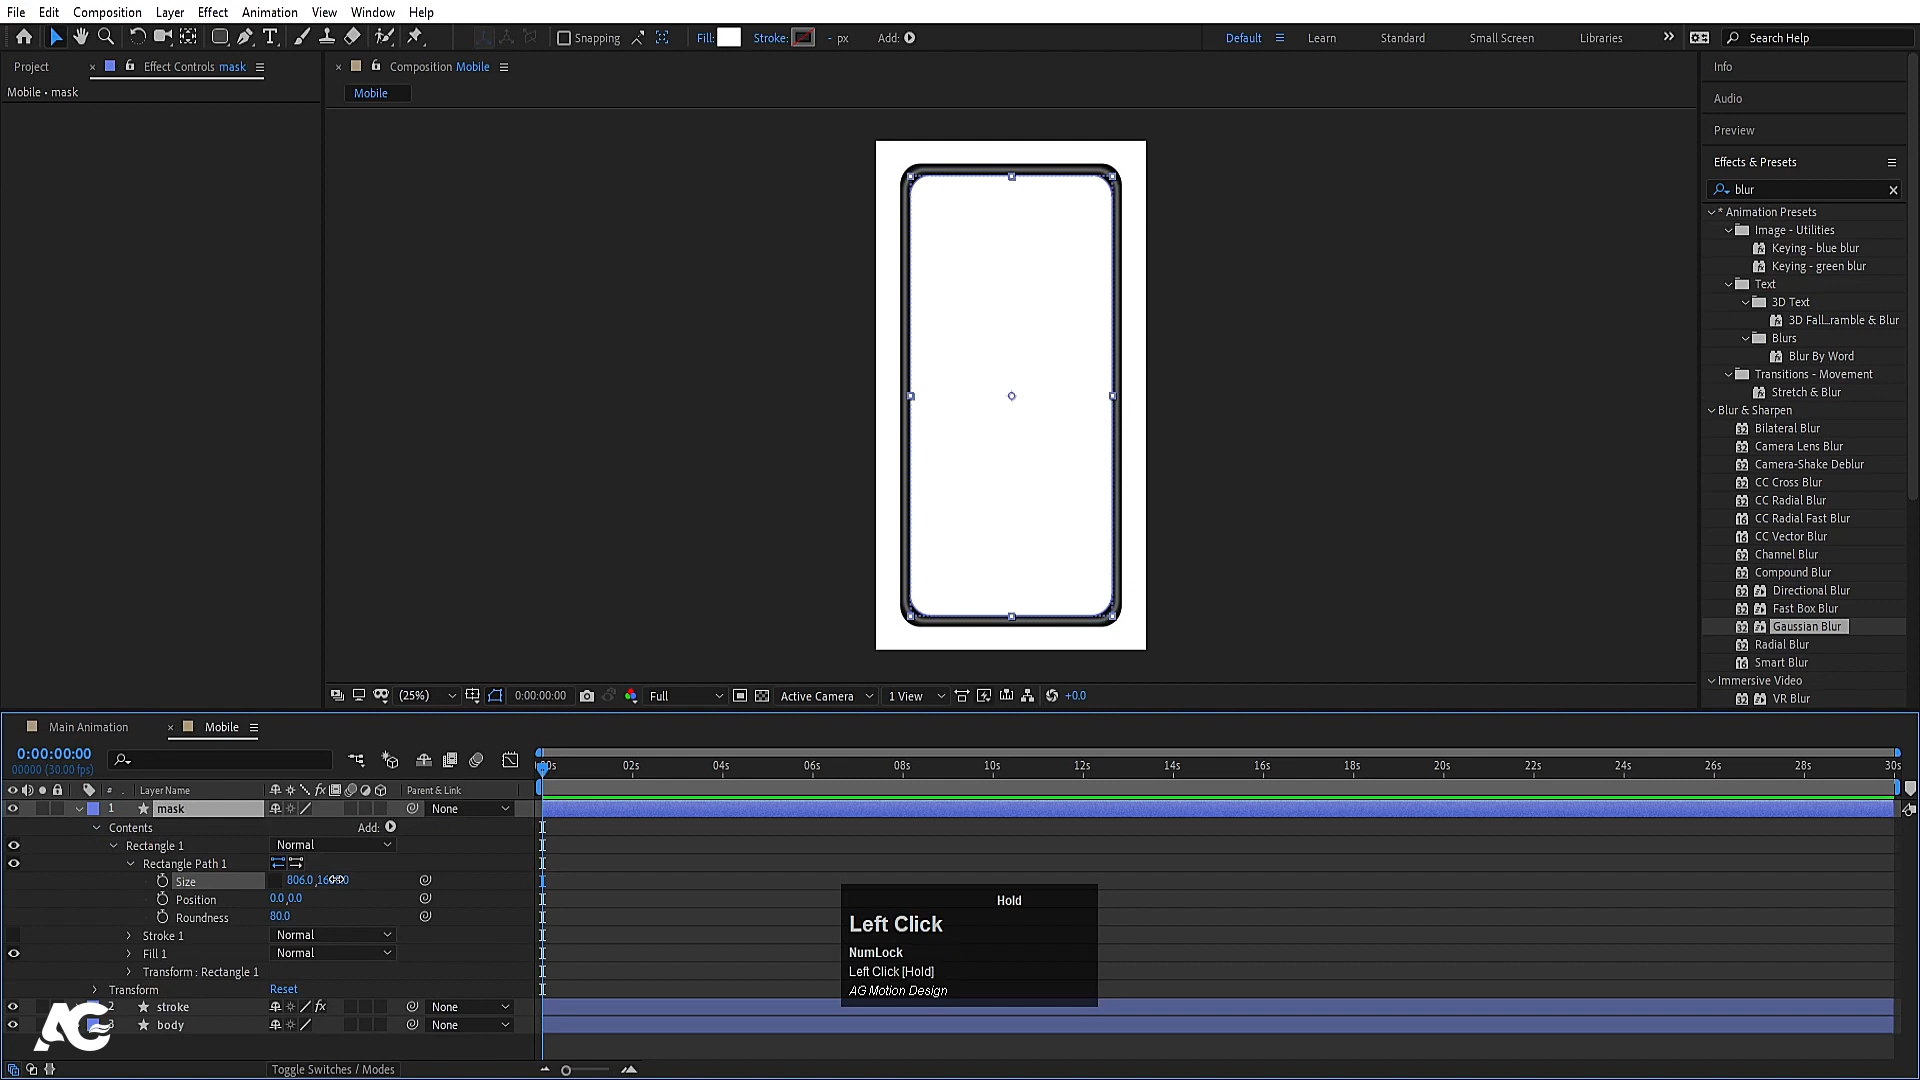 File Edit Composition Layer Effect Animation View Window Help
Snapping Fill: Stroke: - px Add: Default Learn Standard Small Screen Libraries Search Help
Project Effect Controls mask Composition Mobile Info
Mobile • mask
Mobile
Audio
Preview
Effects & Presets
blur
* Animation Presets
Image - Utilities
Keying - blue blur
Keying - green blur
Text
3D Text
3D Fall...ramble & Blur
Blurs
Blur By Word
Transitions - Movement
Stretch & Blur
Blur & Sharpen
Bilateral Blur
Camera Lens Blur
Camera-Shake Deblur
CC Cross Blur
CC Radial Blur
CC Radial Fast Blur
CC Vector Blur
Channel Blur
Compound Blur
Directional Blur
Fast Box Blur
Gaussian Blur
Radial Blur
Smart Blur
Immersive Video
VR Blur
(25%) 0:00:00:00 Full Active Camera 1 View +0.0
Main Animation Mobile
0:00:00:00
00000 (30.00 fps)
02s 04s 06s 08s 10s 12s 14s 16s 18s 20s 22s 24s 26s 28s 30s
# Layer Name Parent & Link
1 mask None
Contents Add:
Rectangle 1 Normal
Rectangle Path 1
Size 806.0
Position 0.0,0.0
Roundness 80.0
Stroke 1 Normal
Fill 1 Normal
Transform : Rectangle 1
Transform Reset
2 stroke fx None
3 body None
Toggle Switches / Modes
Hold
Left Click
NumLock
Left Click [Hold]
AG Motion Design
AG